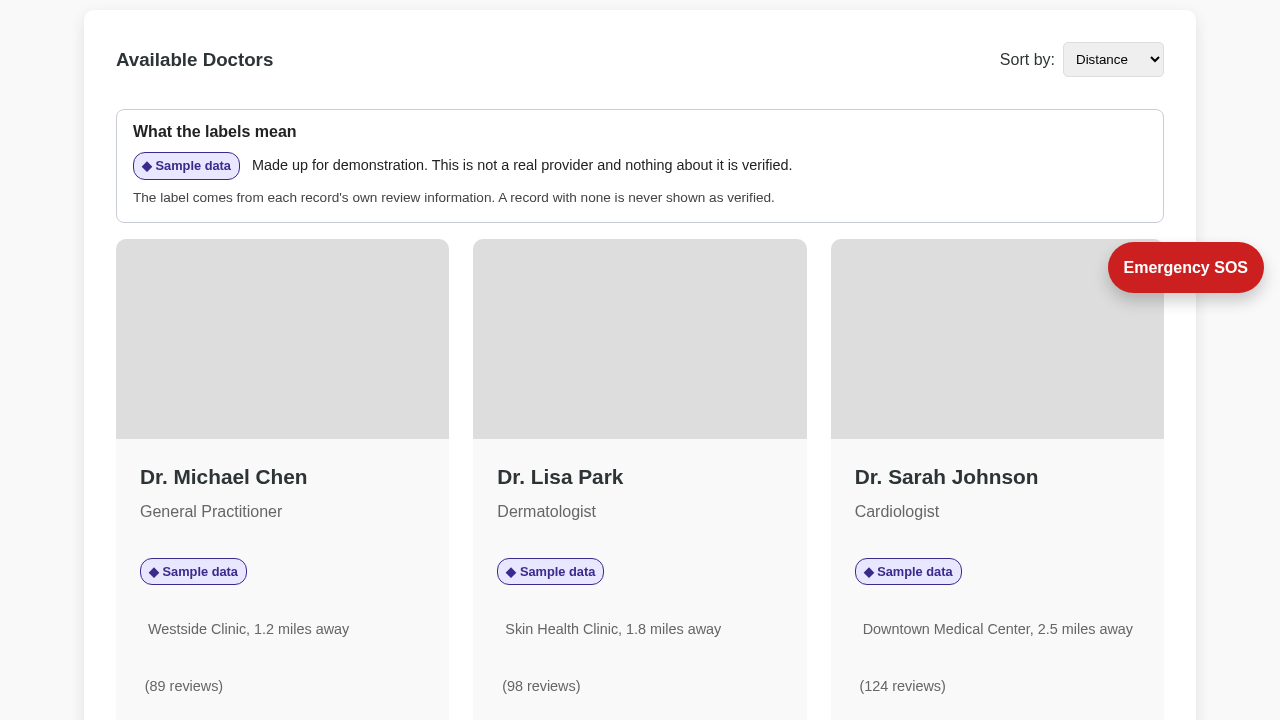 Available Doctors
Sort by: Distance
What the labels mean
◆ Sample data Made up for demonstration. This is not a real provider and nothing about it is verified.
The label comes from each record's own review information. A record with none is never shown as verified.
Emergency SOS
Dr. Michael Chen
General Practitioner
◆ Sample data
Westside Clinic, 1.2 miles away
(89 reviews)
Dr. Lisa Park
Dermatologist
◆ Sample data
Skin Health Clinic, 1.8 miles away
(98 reviews)
Dr. Sarah Johnson
Cardiologist
◆ Sample data
Downtown Medical Center, 2.5 miles away
(124 reviews)